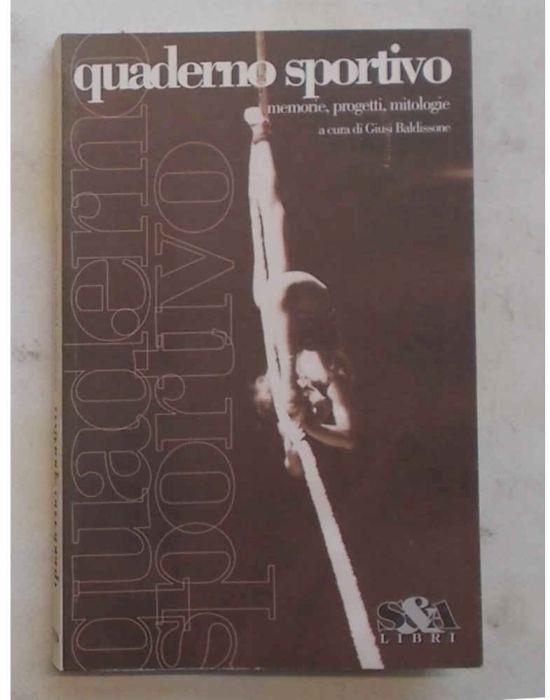 quaderno sportivo
memorie, progetti, mitologie
a cura di Giusi Baldissone
quaderno
sportivo
S&A
LIBRI